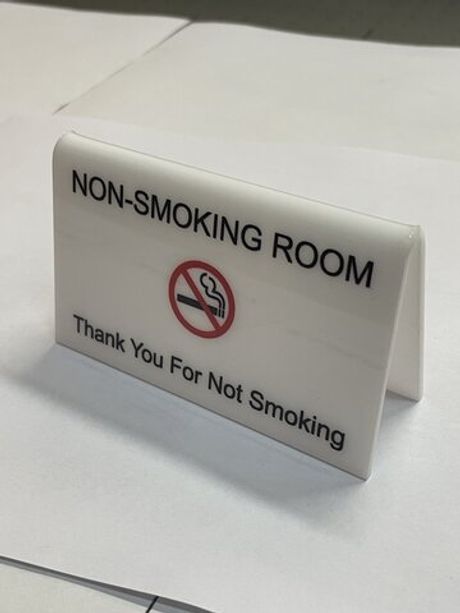 NON-SMOKING ROOM
Thank You For Not Smoking